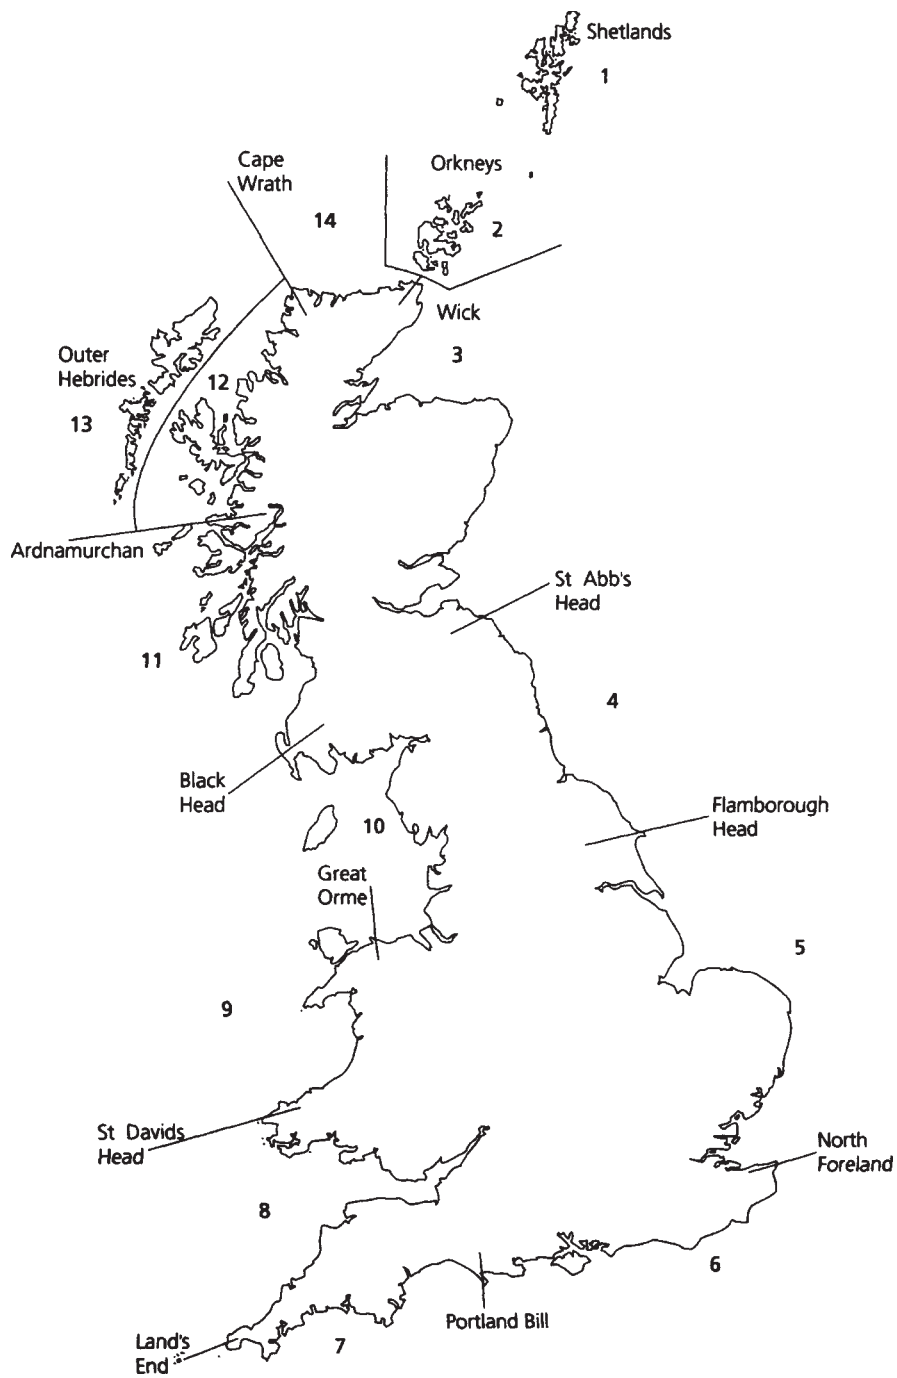 Shetlands
1
Cape
Wrath
Orkneys
14
2
Wick
3
Outer
Hebrides
12
13
Ardnamurchan
St Abb's
Head
11
4
Black
Head
Flamborough
Head
10
Great
Orme
5
9
St Davids
Head
North
Foreland
8
6
Portland Bill
Land's
End
7